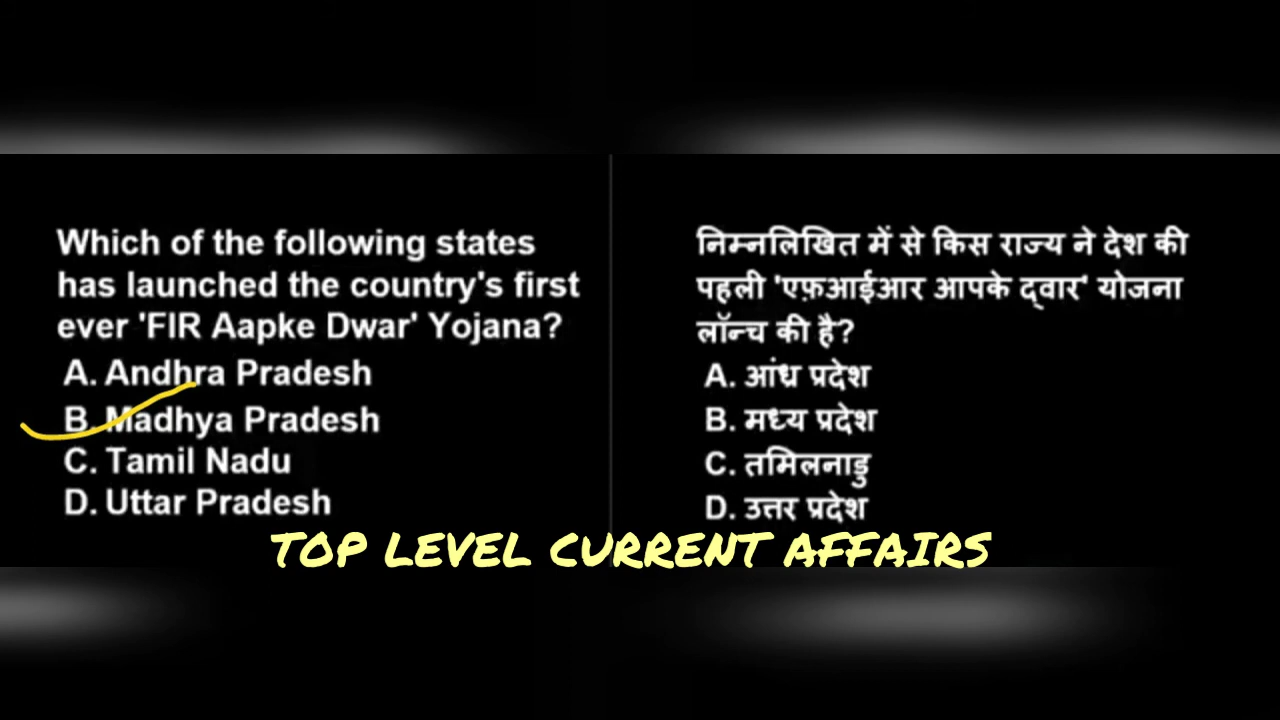 Which of the following states
has launched the country's first
ever 'FIR Aapke Dwar' Yojana?
A. Andhra Pradesh
B. Madhya Pradesh
C. Tamil Nadu
D. Uttar Pradesh
निम्नलिखित में से किस राज्य ने देश की
पहली 'एफ़आईआर आपके द्वार' योजना
लॉन्च की है?
A. आंध्र प्रदेश
B. मध्य प्रदेश
C. तमिलनाडु
D. उत्तर प्रदेश
TOP LEVEL CURRENT AFFAIRS